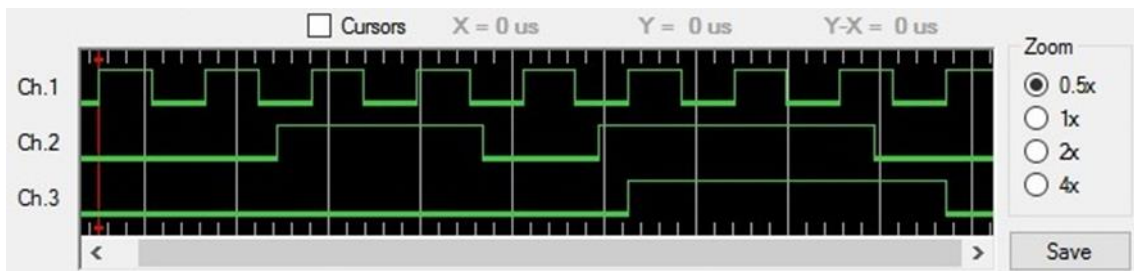 Cursors X = 0 us Y = 0 us Y-X = 0 us
Zoom
Ch.1
0.5x
1x
Ch.2
2x
4x
Ch.3
Save